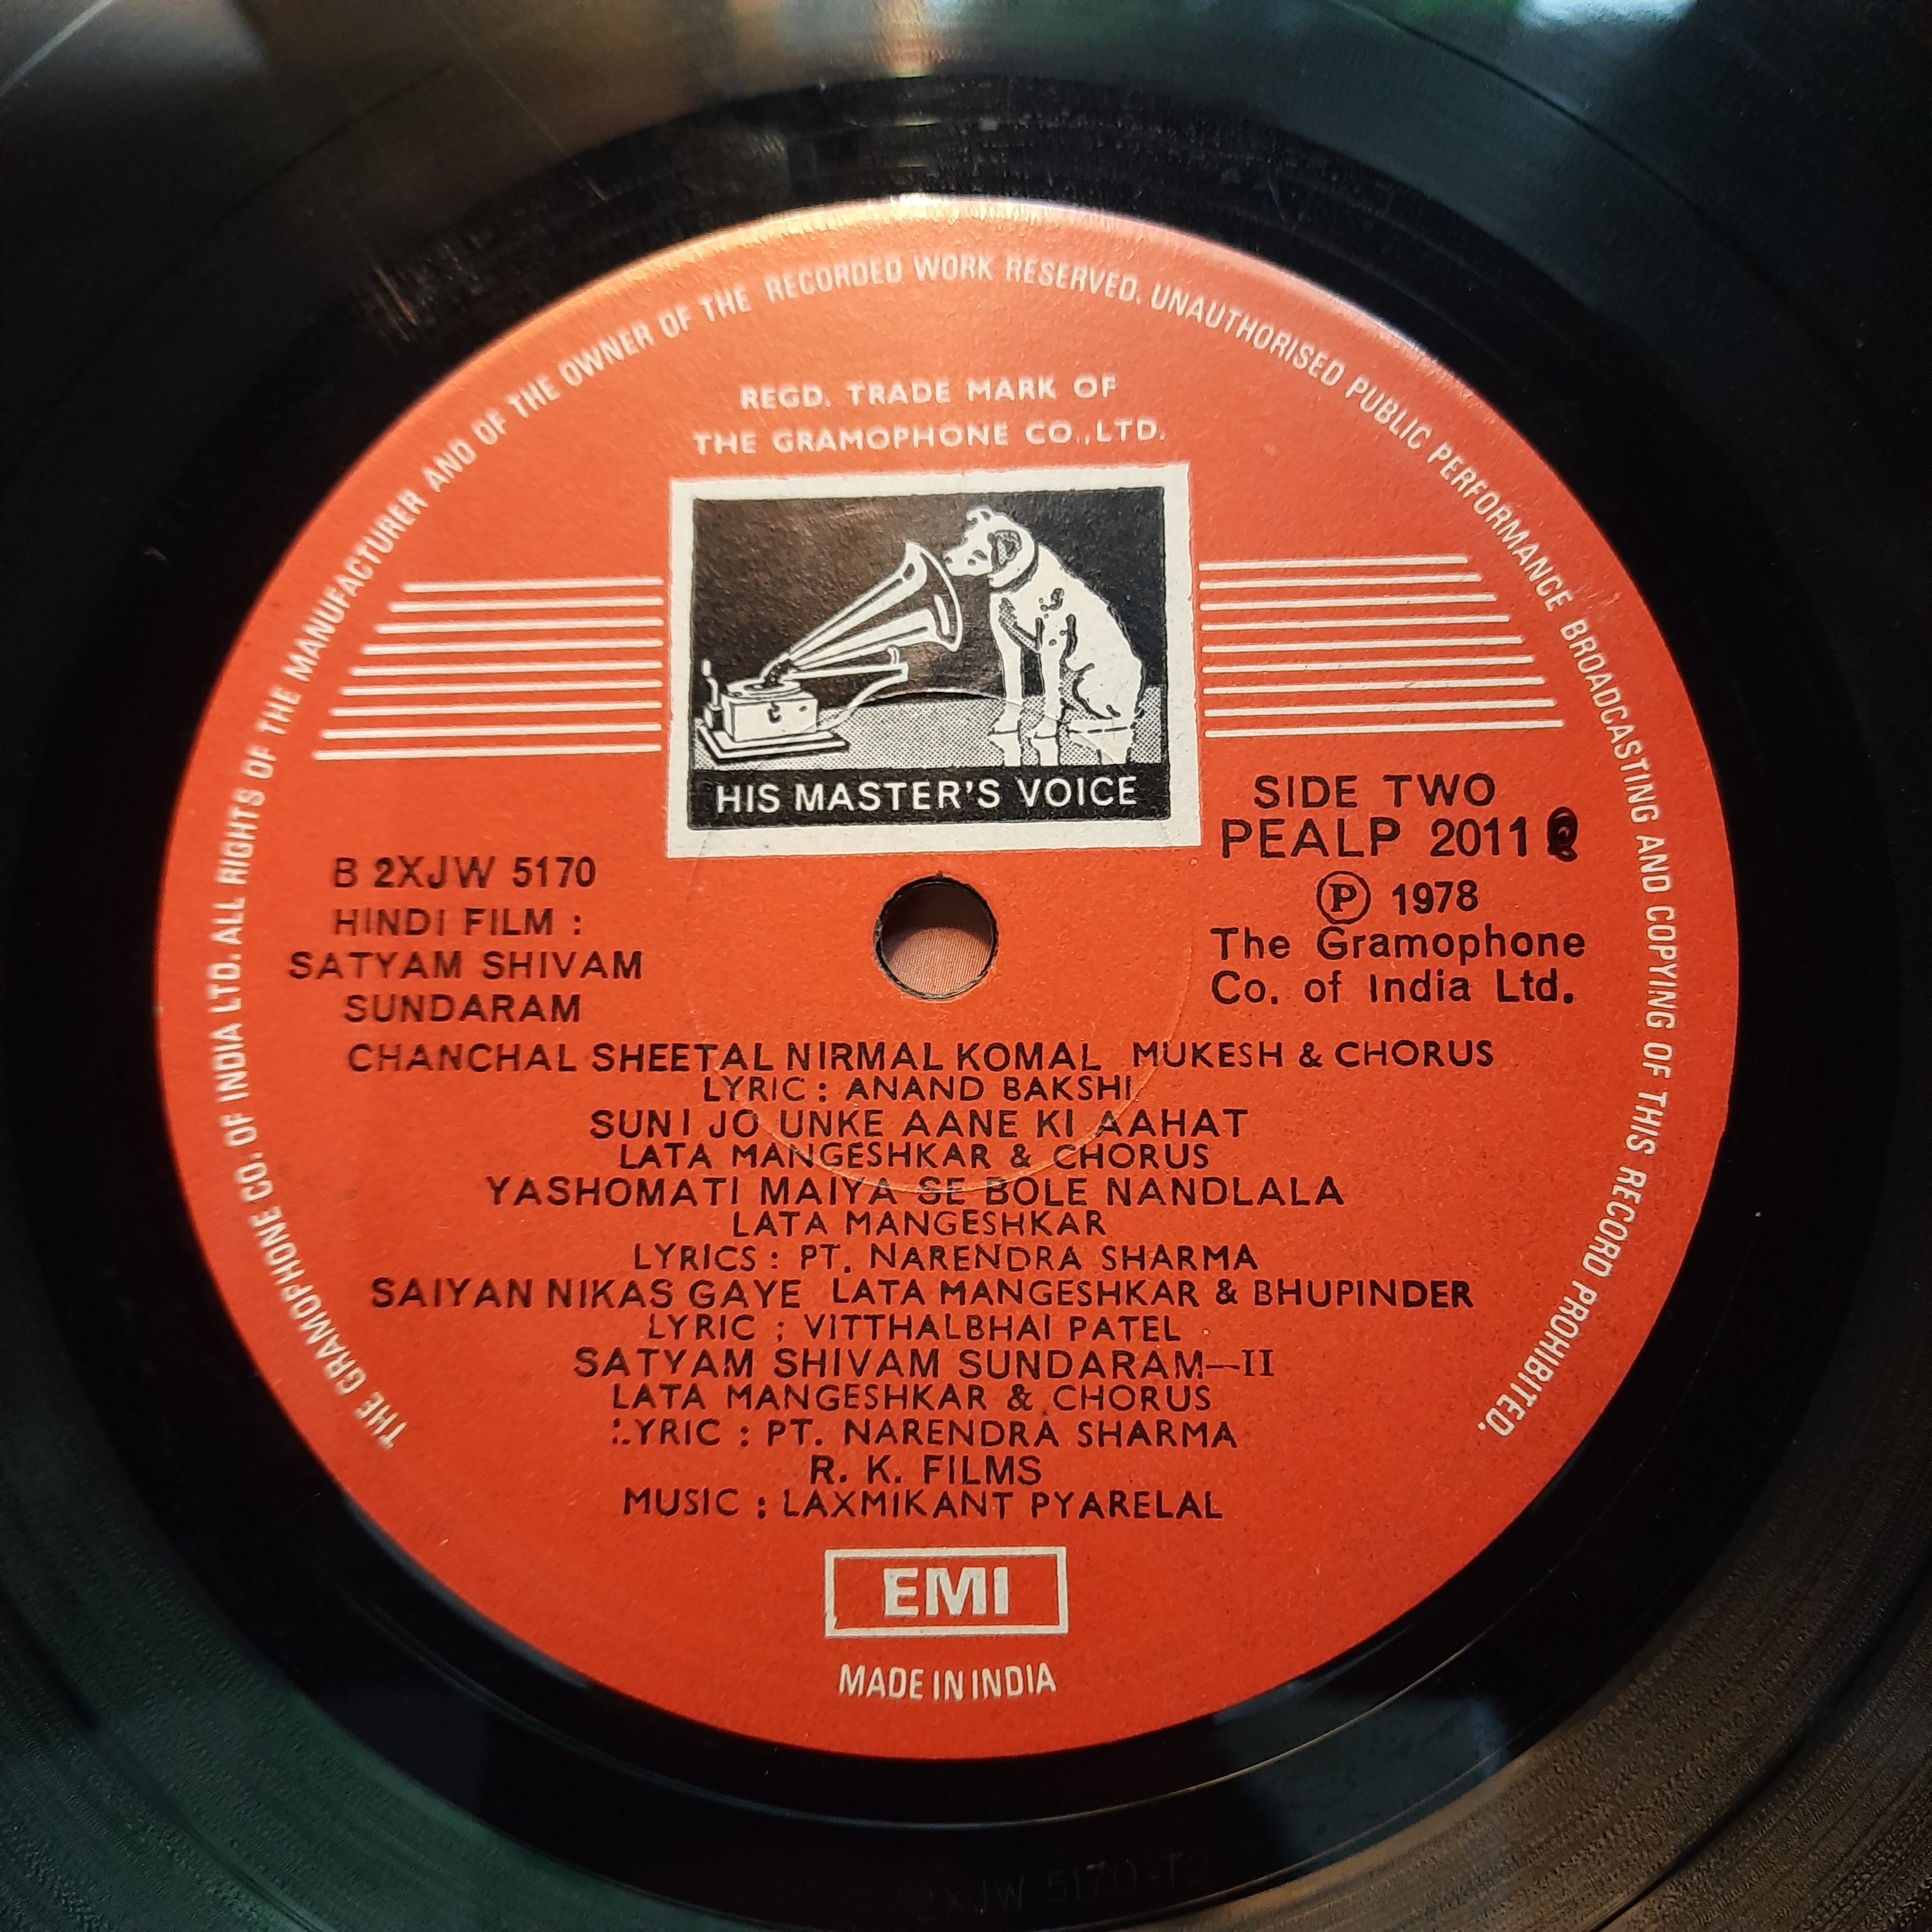 THE GRAMOPHONE CO. OF INDIA LTD. ALL RIGHTS OF THE MANUFACTURER AND OF THE OWNER OF THE RECORDED WORK RESERVED. UNAUTHORISED PUBLIC PERFORMANCE BROADCASTING AND COPYING OF THIS RECORD PROHIBITED.
REGD. TRADE MARK OF
THE GRAMOPHONE CO., LTD.
HIS MASTER'S VOICE
SIDE TWO
PEALP 2011
Ⓟ 1978
The Gramophone
Co. of India Ltd.
B 2XJW 5170
HINDI FILM :
SATYAM SHIVAM
SUNDARAM
CHANCHAL SHEETAL NIRMAL KOMAL MUKESH & CHORUS
LYRIC : ANAND BAKSHI
SUNI JO UNKE AANE KI AAHAT
LATA MANGESHKAR & CHORUS
YASHOMATI MAIYA SE BOLE NANDLALA
LATA MANGESHKAR
LYRICS : PT. NARENDRA SHARMA
SAIYAN NIKAS GAYE LATA MANGESHKAR & BHUPINDER
LYRIC : VITTHALBHAI PATEL
SATYAM SHIVAM SUNDARAM—II
LATA MANGESHKAR & CHORUS
LYRIC : PT. NARENDRA SHARMA
R. K. FILMS
MUSIC : LAXMIKANT PYARELAL
EMI
MADE IN INDIA
2XJW 5170-T2